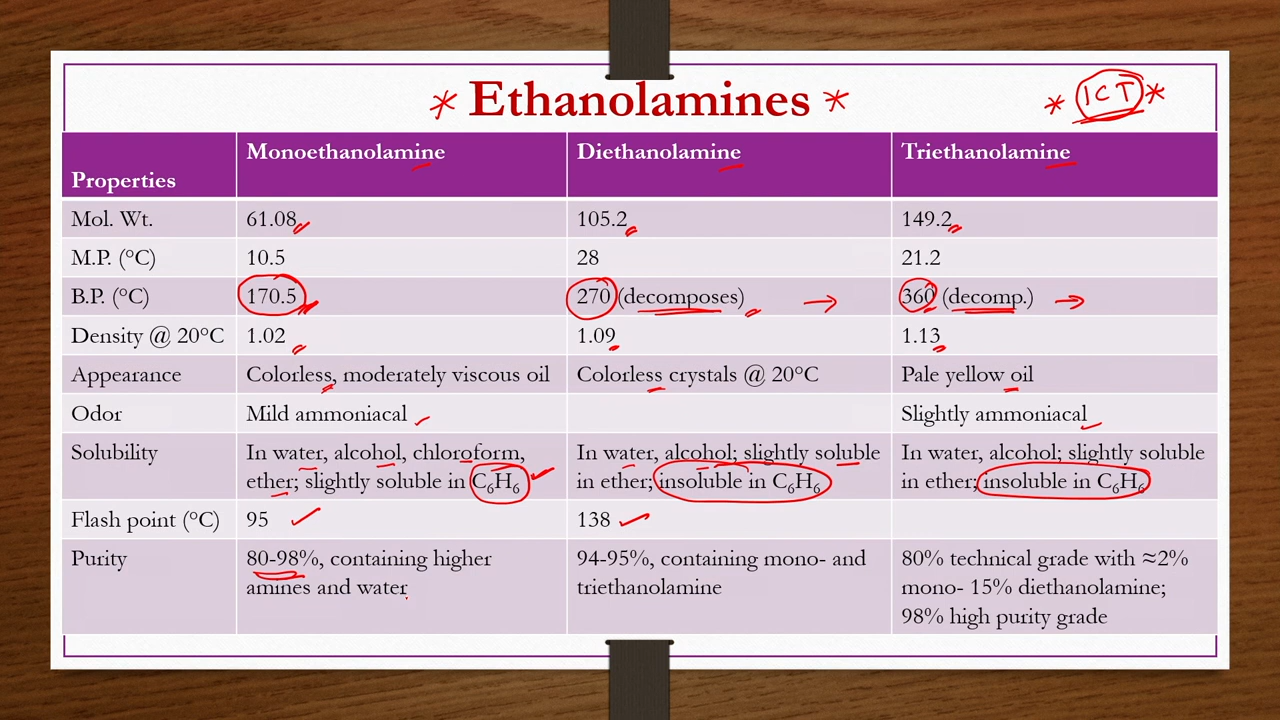 * Ethanolamines *
* ICT *
Properties
Monoethanolamine
Diethanolamine
Triethanolamine
Mol. Wt.
61.08
105.2
149.2
M.P. (°C)
10.5
28
21.2
B.P. (°C)
170.5
270 (decomposes)
360 (decomp.)
Density @ 20°C
1.02
1.09
1.13
Appearance
Colorless, moderately viscous oil
Colorless crystals @ 20°C
Pale yellow oil
Odor
Mild ammoniacal
Slightly ammoniacal
Solubility
In water, alcohol, chloroform,
ether; slightly soluble in C₆H₆
In water, alcohol; slightly soluble
in ether; insoluble in C₆H₆
In water, alcohol; slightly soluble
in ether; insoluble in C₆H₆
Flash point (°C)
95
138
Purity
80-98%, containing higher
amines and water
94-95%, containing mono- and
triethanolamine
80% technical grade with ≈2%
mono- 15% diethanolamine;
98% high purity grade